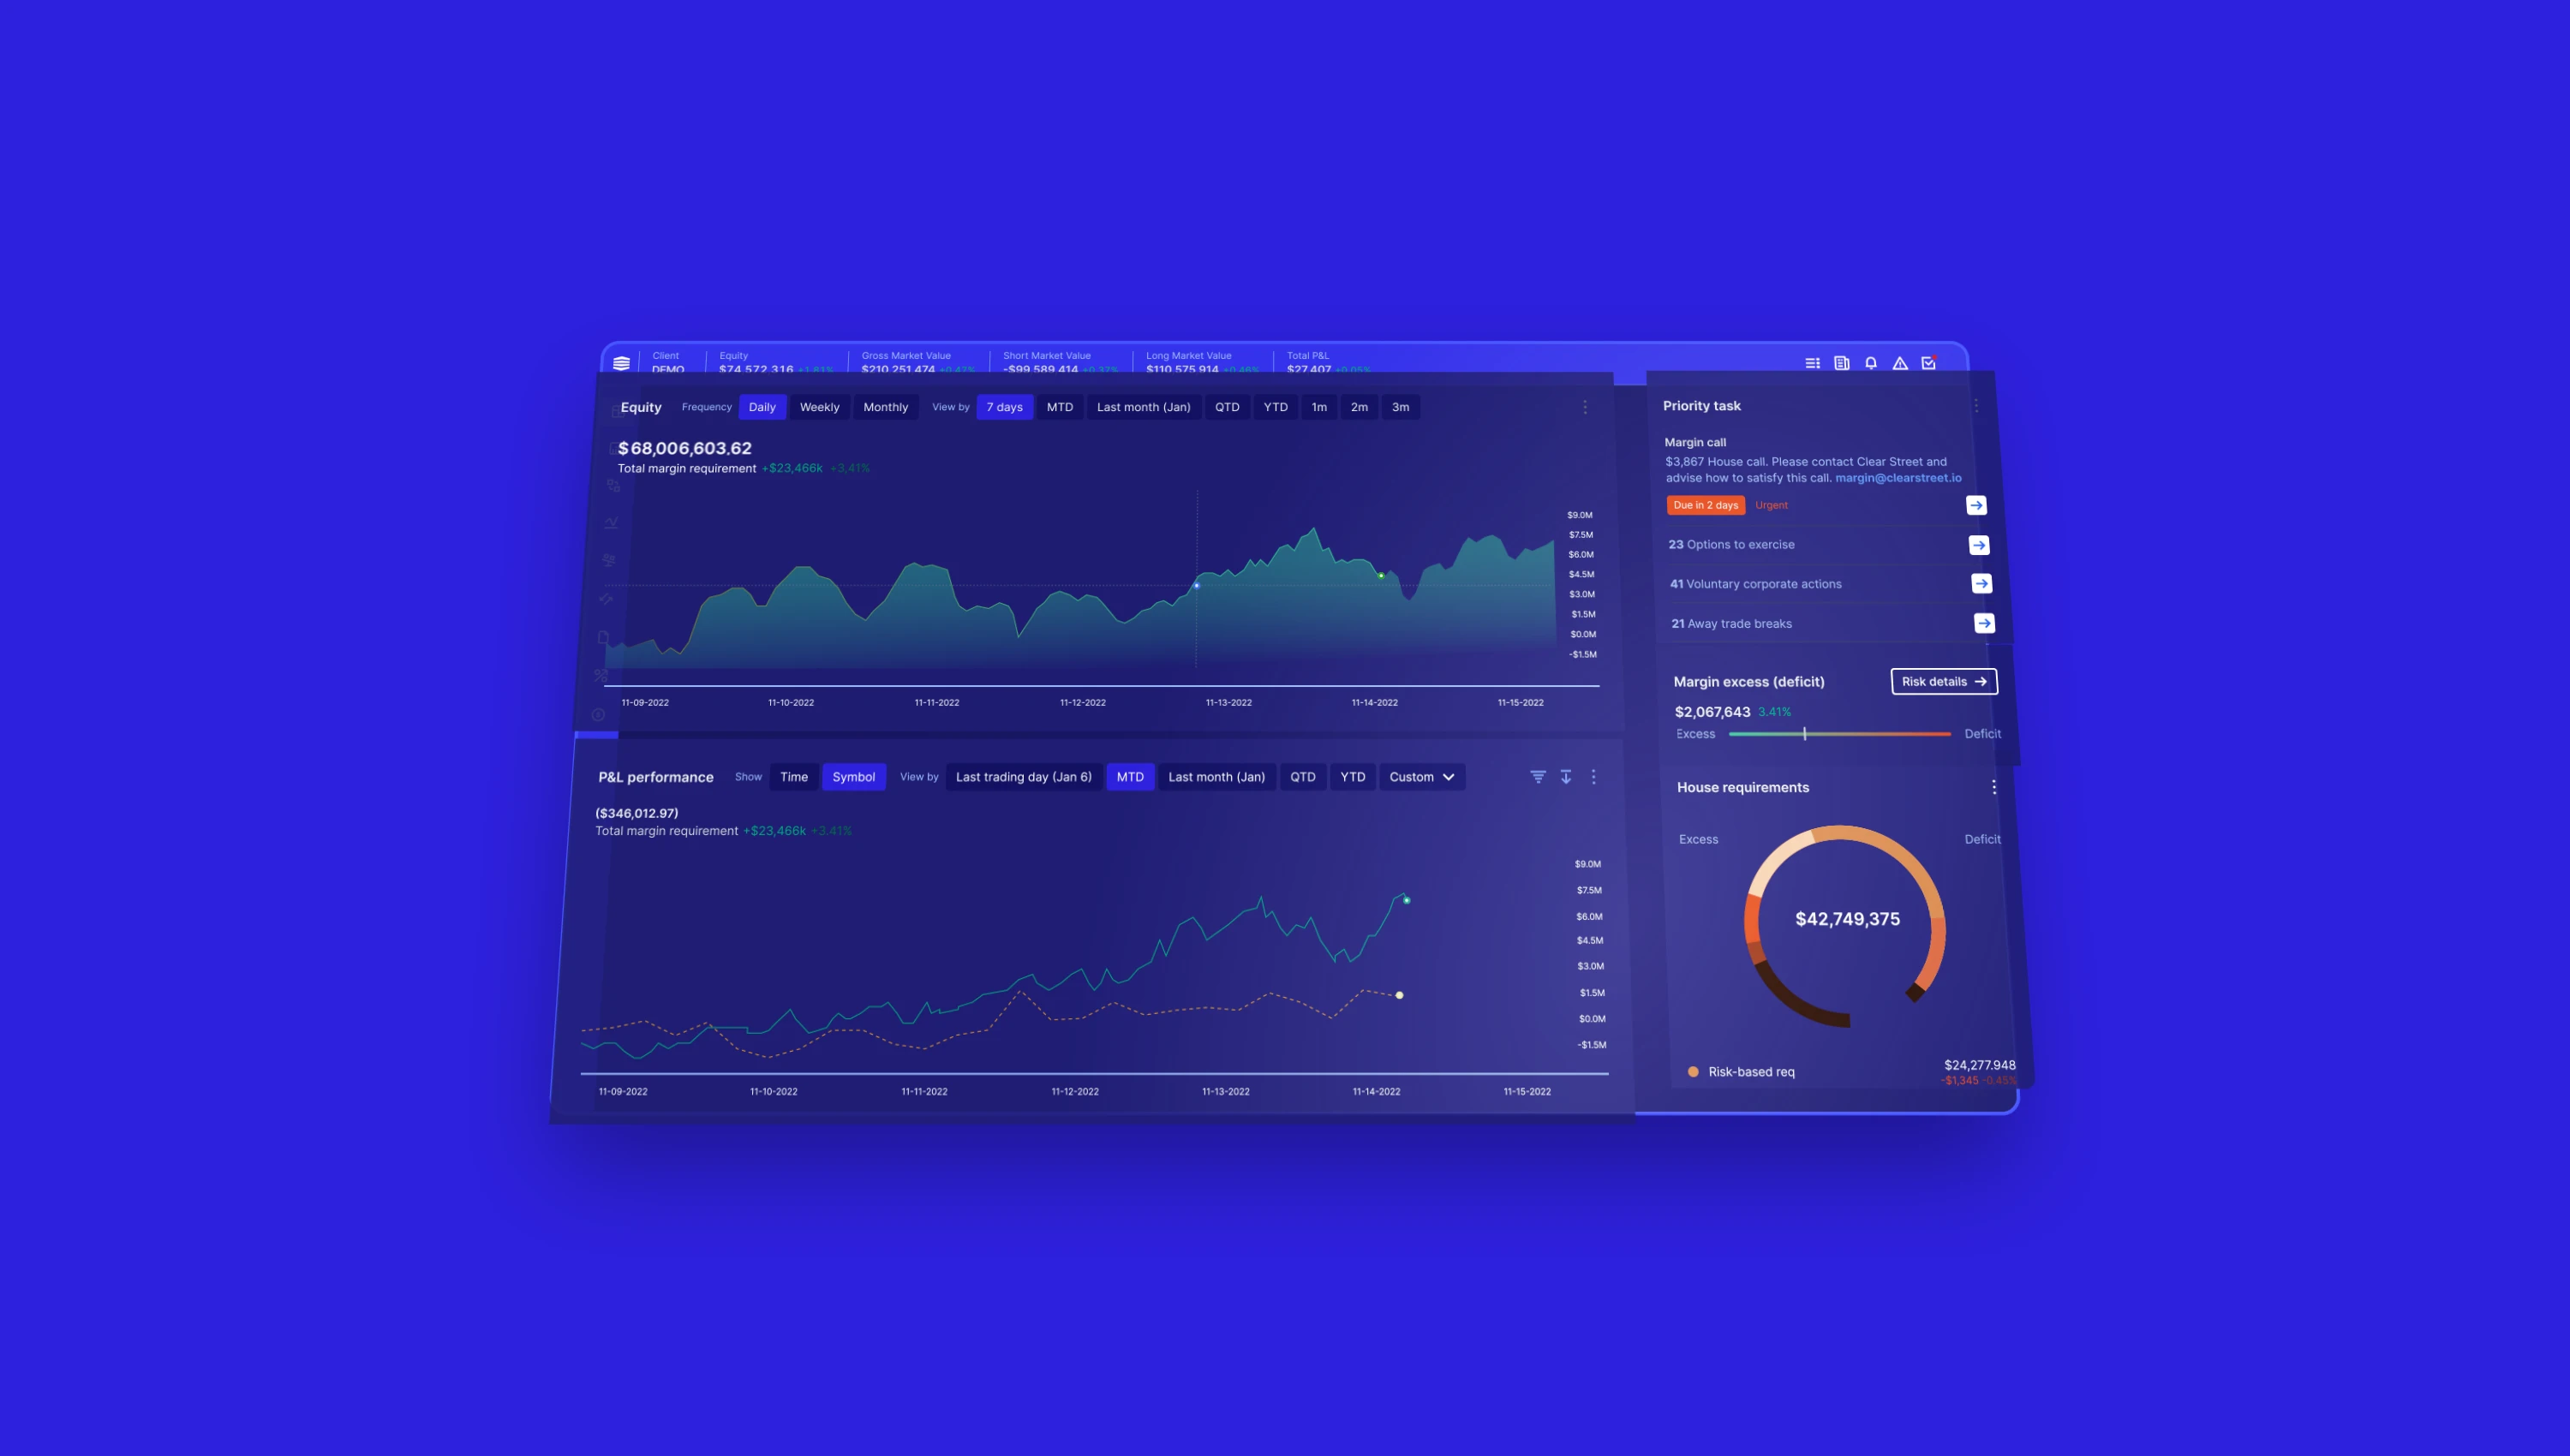 Client Equity Gross Market Value Short Market Value Long Market Value Total P&L
DEMO $74,572,316 +1.81% $210,251,474 +0.47% -$99,589,414 +0.37% $110,575,914 +0.46% $27,407 +0.05%
Equity Frequency Daily Weekly Monthly View by 7 days MTD Last month (Jan) QTD YTD 1m 2m 3m
$68,006,603.62
Total margin requirement +$23,466k +3,41%
$9.0M
$7.5M
$6.0M
$4.5M
$3.0M
$1.5M
$0.0M
-$1.5M
11-09-2022 11-10-2022 11-11-2022 11-12-2022 11-13-2022 11-14-2022 11-15-2022
P&L performance Show Time Symbol View by Last trading day (Jan 6) MTD Last month (Jan) QTD YTD Custom
($346,012.97)
Total margin requirement +$23,466k +3.41%
$9.0M
$7.5M
$6.0M
$4.5M
$3.0M
$1.5M
$0.0M
-$1.5M
11-09-2022 11-10-2022 11-11-2022 11-12-2022 11-13-2022 11-14-2022 11-15-2022
Priority task
Margin call
$3,867 House call. Please contact Clear Street and
advise how to satisfy this call. margin@clearstreet.io
Due in 2 days Urgent
23 Options to exercise
41 Voluntary corporate actions
21 Away trade breaks
Margin excess (deficit) Risk details
$2,067,643 3.41%
Excess Deficit
House requirements
Excess Deficit
$42,749,375
Risk-based req $24,277.948
-$1,345 -0.45%